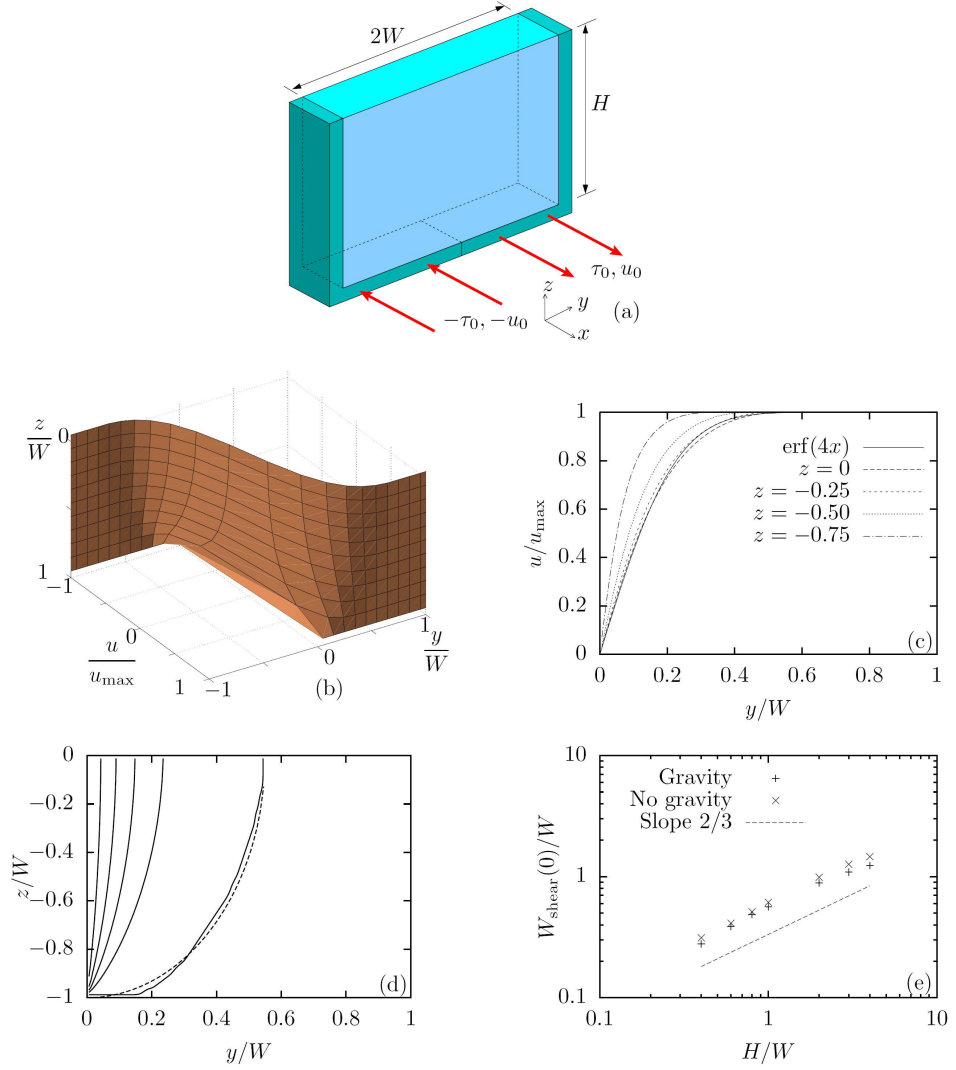 2W
H
τ₀, u₀
−τ₀, −u₀
z
y
x
(a)
z/W
0
1
−1
u/u_max
0
1
−1
0
1
y/W
(b)
1
0.8
0.6
0.4
0.2
0
u/u_max
erf(4x)
z = 0
z = −0.25
z = −0.50
z = −0.75
(c)
0 0.2 0.4 0.6 0.8 1
y/W
0
−0.2
−0.4
−0.6
−0.8
−1
z/W
(d)
0 0.2 0.4 0.6 0.8 1
y/W
10
1
0.1
W_shear(0)/W
Gravity
No gravity
Slope 2/3
(e)
0.1 1 10
H/W